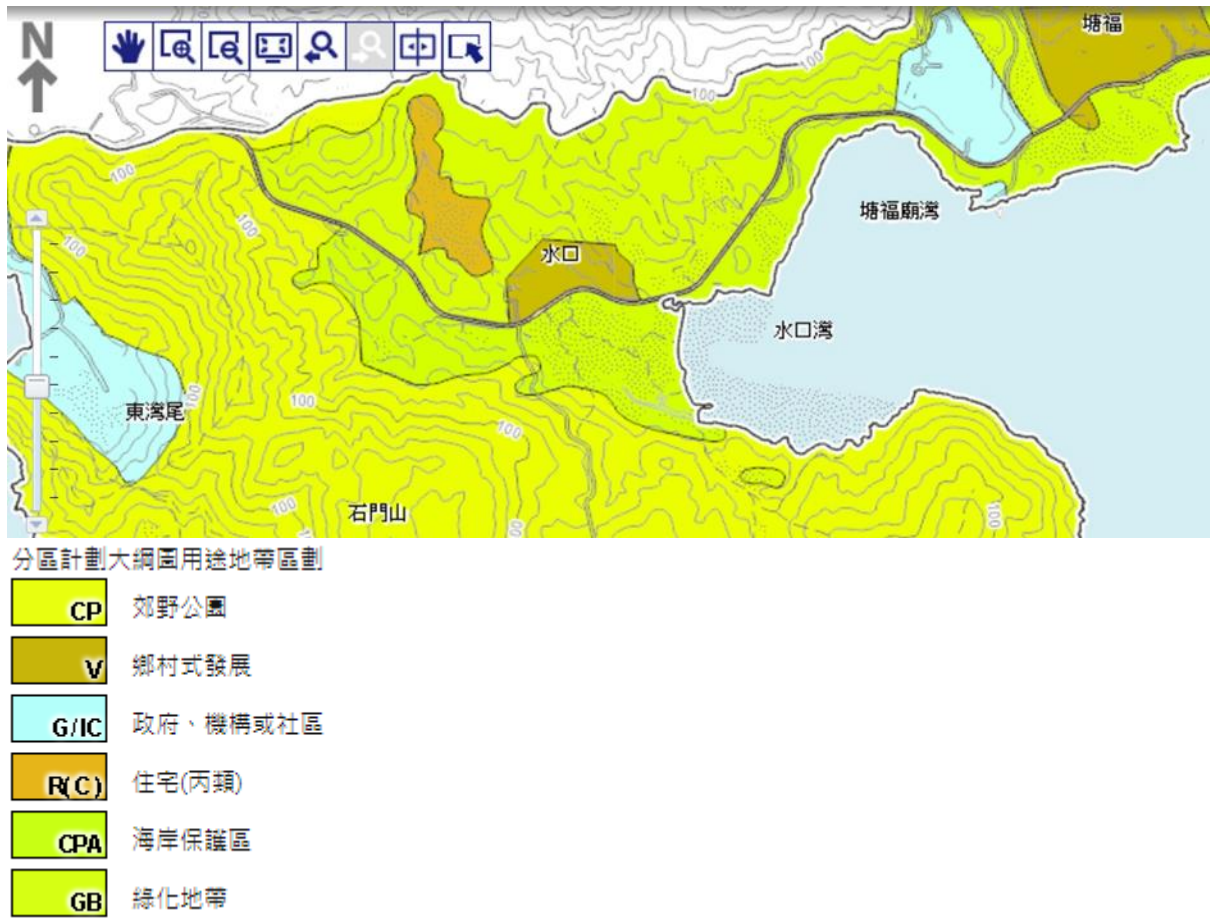 N
塘福
100
100
100
100
100
水口
塘福廟灣
水口灣
100
東灣尾
100
100
100
石門山
100
分區計劃大綱圖用途地帶區劃
CP 郊野公園
V 鄉村式發展
G/IC 政府、機構或社區
R(C) 住宅(丙類)
CPA 海岸保護區
GB 綠化地帶